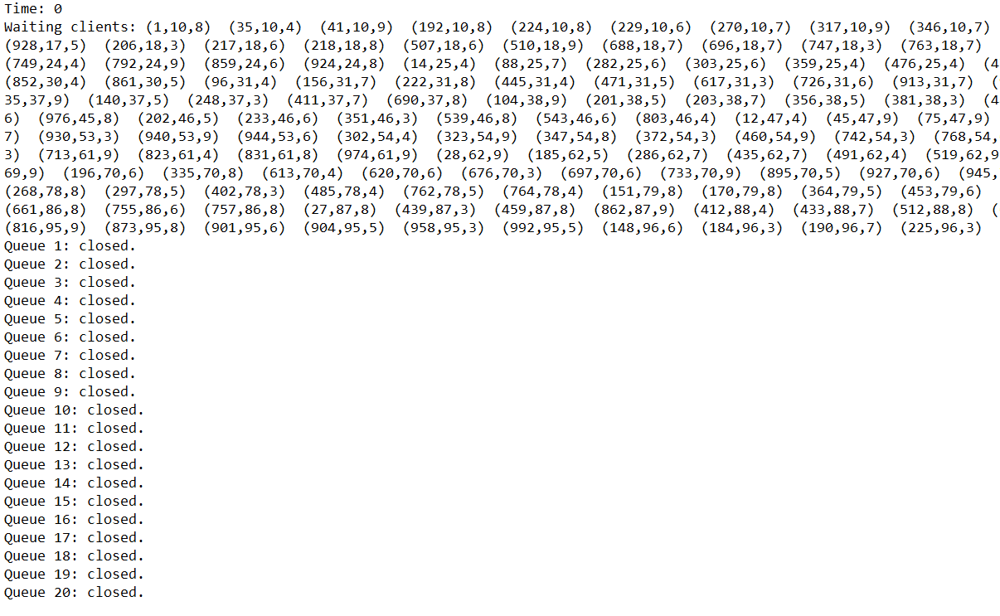 Time: 0
Waiting clients: (1,10,8)  (35,10,4)  (41,10,9)  (192,10,8)  (224,10,8)  (229,10,6)  (270,10,7)  (317,10,9)  (346,10,7)
(928,17,5)  (206,18,3)  (217,18,6)  (218,18,8)  (507,18,6)  (510,18,9)  (688,18,7)  (696,18,7)  (747,18,3)  (763,18,7)
(749,24,4)  (792,24,9)  (859,24,6)  (924,24,8)  (14,25,4)  (88,25,7)  (282,25,6)  (303,25,6)  (359,25,4)  (476,25,4)  (4
(852,30,4)  (861,30,5)  (96,31,4)  (156,31,7)  (222,31,8)  (445,31,4)  (471,31,5)  (617,31,3)  (726,31,6)  (913,31,7)  (
35,37,9)  (140,37,5)  (248,37,3)  (411,37,7)  (690,37,8)  (104,38,9)  (201,38,5)  (203,38,7)  (356,38,5)  (381,38,3)  (4
6)  (976,45,8)  (202,46,5)  (233,46,6)  (351,46,3)  (539,46,8)  (543,46,6)  (803,46,4)  (12,47,4)  (45,47,9)  (75,47,9)
7)  (930,53,3)  (940,53,9)  (944,53,6)  (302,54,4)  (323,54,9)  (347,54,8)  (372,54,3)  (460,54,9)  (742,54,3)  (768,54,
3)  (713,61,9)  (823,61,4)  (831,61,8)  (974,61,9)  (28,62,9)  (185,62,5)  (286,62,7)  (435,62,7)  (491,62,4)  (519,62,9
69,9)  (196,70,6)  (335,70,8)  (613,70,4)  (620,70,6)  (676,70,3)  (697,70,6)  (733,70,9)  (895,70,5)  (927,70,6)  (945,
(268,78,8)  (297,78,5)  (402,78,3)  (485,78,4)  (762,78,5)  (764,78,4)  (151,79,8)  (170,79,8)  (364,79,5)  (453,79,6)
(661,86,8)  (755,86,6)  (757,86,8)  (27,87,8)  (439,87,3)  (459,87,8)  (862,87,9)  (412,88,4)  (433,88,7)  (512,88,8)  (
(816,95,9)  (873,95,8)  (901,95,6)  (904,95,5)  (958,95,3)  (992,95,5)  (148,96,6)  (184,96,3)  (190,96,7)  (225,96,3)
Queue 1: closed.
Queue 2: closed.
Queue 3: closed.
Queue 4: closed.
Queue 5: closed.
Queue 6: closed.
Queue 7: closed.
Queue 8: closed.
Queue 9: closed.
Queue 10: closed.
Queue 11: closed.
Queue 12: closed.
Queue 13: closed.
Queue 14: closed.
Queue 15: closed.
Queue 16: closed.
Queue 17: closed.
Queue 18: closed.
Queue 19: closed.
Queue 20: closed.